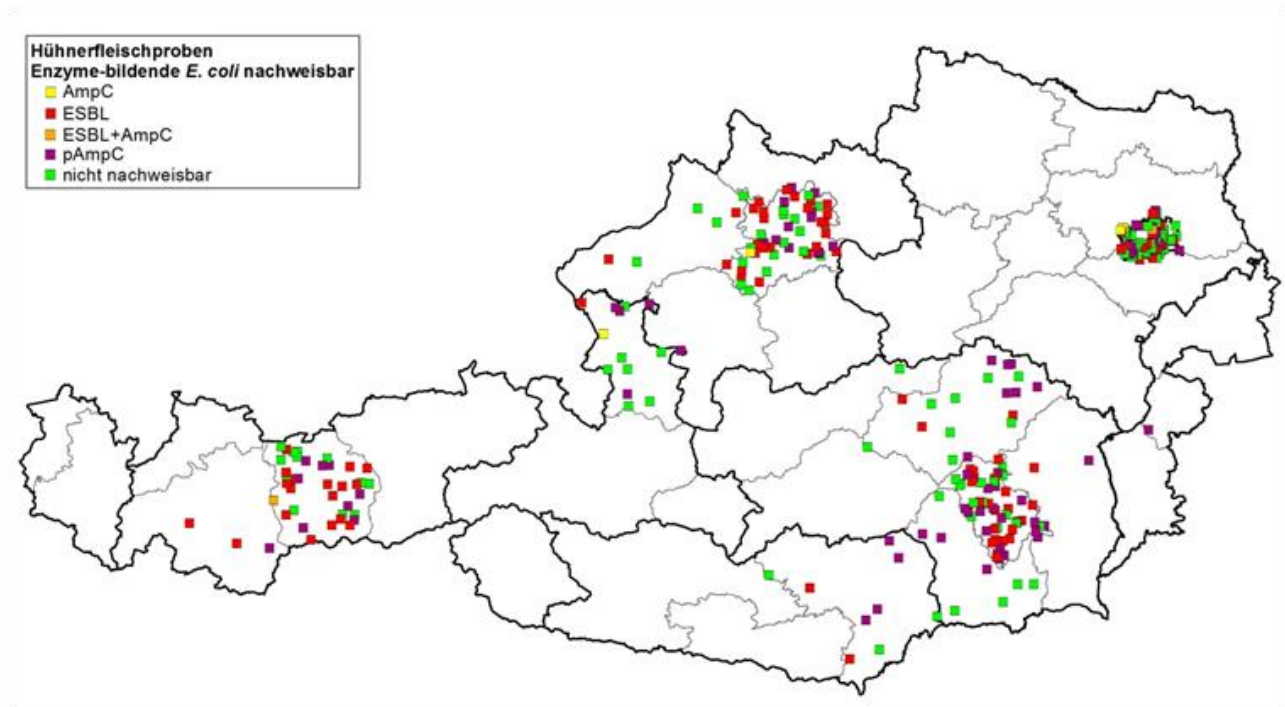 Hühnerfleischproben
Enzyme-bildende E. coli nachweisbar
AmpC
ESBL
ESBL+AmpC
pAmpC
nicht nachweisbar